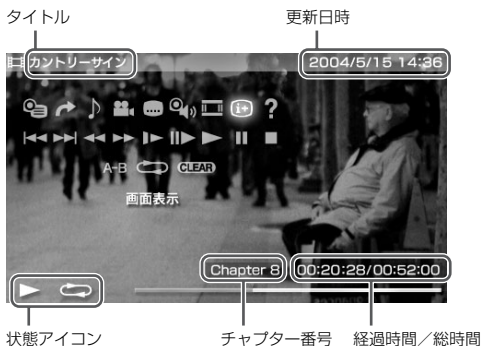 タイトル
更新日時
カントリーサイン
2004/5/15 14:36
i+ ?
A-B CLEAR
画面表示
Chapter 8
00:20:28/00:52:00
状態アイコン
チャプター番号
経過時間／総時間